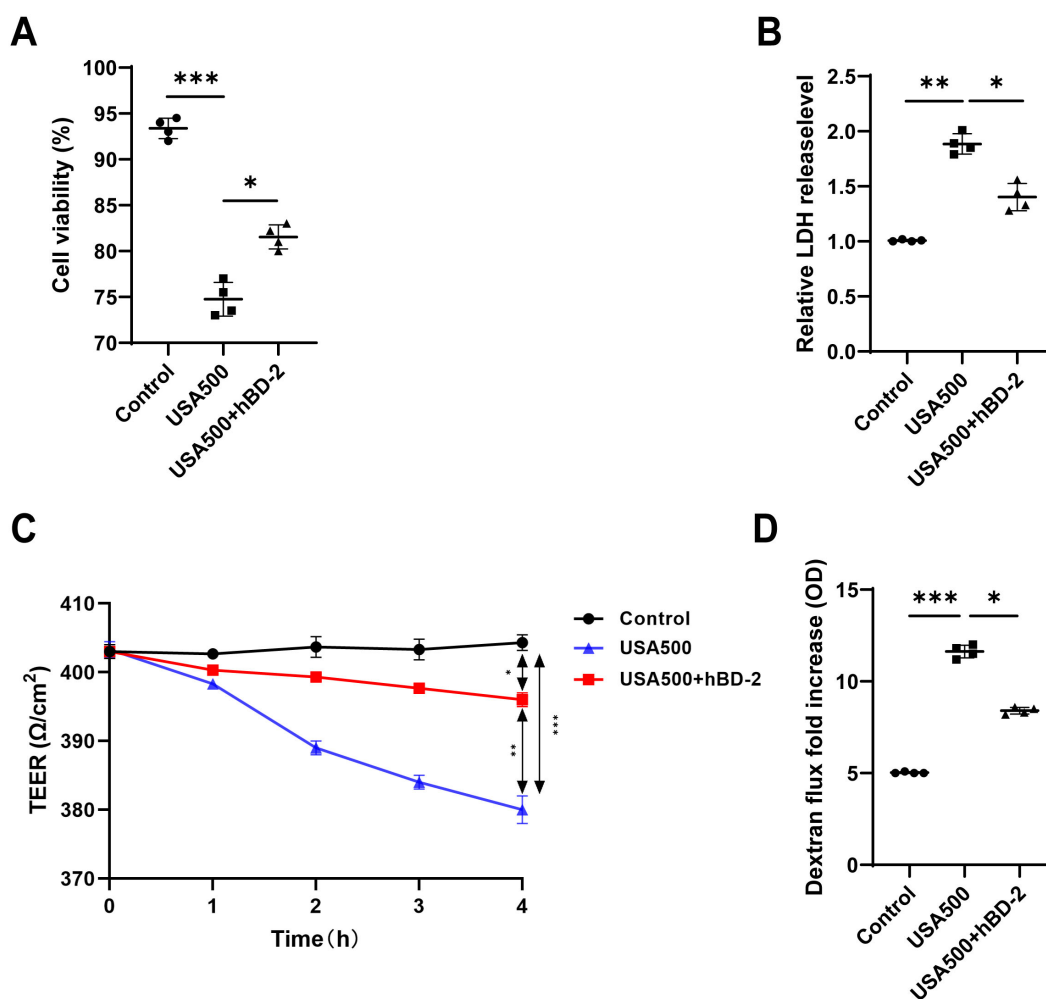 A
Cell viability (%)
100
95
90
85
80
75
70
***
*
Control
USA500
USA500+hBD-2
B
Relative LDH releaselevel
2.5
2.0
1.5
1.0
0.5
0.0
**
*
Control
USA500
USA500+hBD-2
C
TEER (Ω/cm²)
410
400
390
380
370
0 1 2 3 4
Time(h)
Control
USA500
USA500+hBD-2
*
**
***
D
Dextran flux fold increase (OD)
15
10
5
0
***
*
Control
USA500
USA500+hBD-2